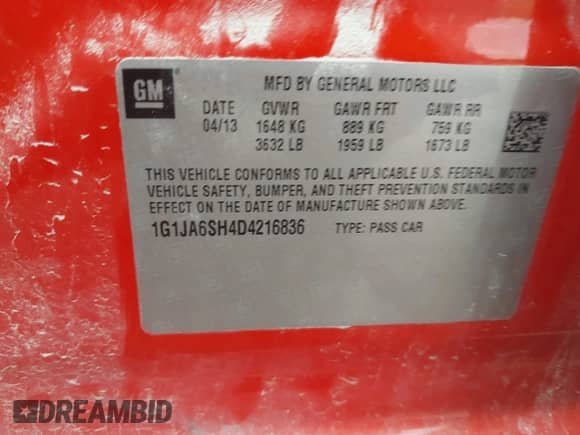 GM ®
MFD BY GENERAL MOTORS LLC
DATE GVWR GAWR FRT GAWR RR
04/13 1648 KG 889 KG 759 KG
3632 LB 1959 LB 1673 LB
THIS VEHICLE CONFORMS TO ALL APPLICABLE U.S. FEDERAL MOTOR
VEHICLE SAFETY, BUMPER, AND THEFT PREVENTION STANDARDS IN
EFFECT ON THE DATE OF MANUFACTURE SHOWN ABOVE.
1G1JA6SH4D4216836 TYPE: PASS CAR
DREAMBID